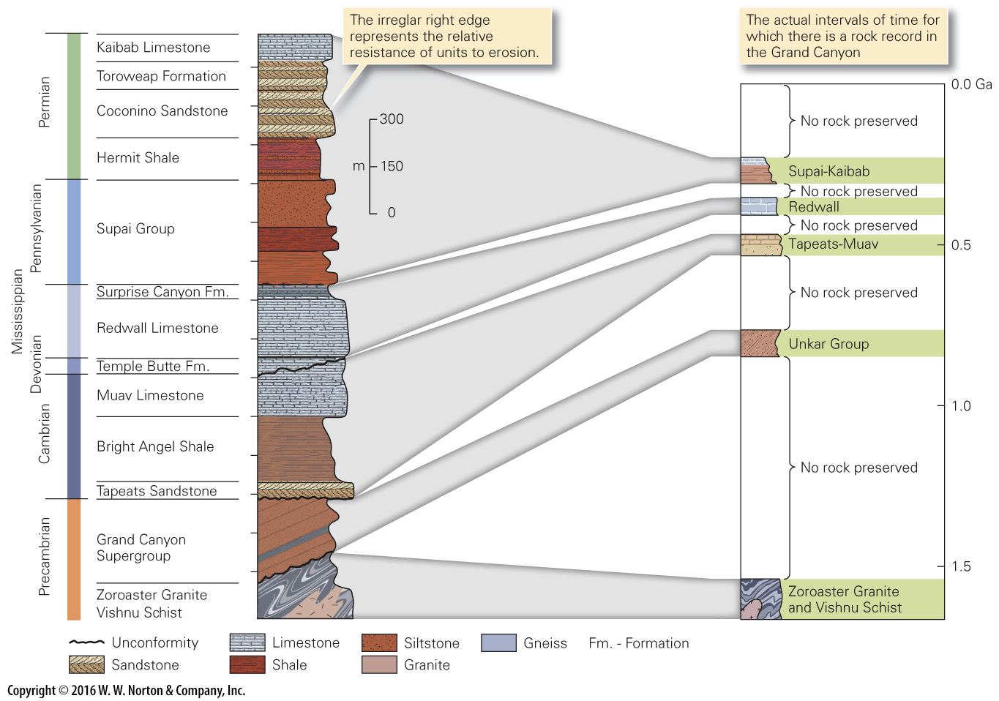 The irreglar right edge
represents the relative
resistance of units to erosion.
The actual intervals of time for
which there is a rock record in
the Grand Canyon
Permian
Pennsylvanian
Mississippian
Devonian
Cambrian
Precambrian
Kaibab Limestone
Toroweap Formation
Coconino Sandstone
Hermit Shale
Supai Group
Surprise Canyon Fm.
Redwall Limestone
Temple Butte Fm.
Muav Limestone
Bright Angel Shale
Tapeats Sandstone
Grand Canyon
Supergroup
Zoroaster Granite
Vishnu Schist
300
m 150
0
0.0 Ga
No rock preserved
Supai-Kaibab
No rock preserved
Redwall
No rock preserved
Tapeats-Muav
0.5
No rock preserved
Unkar Group
1.0
No rock preserved
1.5
Zoroaster Granite
and Vishnu Schist
Unconformity
Limestone
Siltstone
Gneiss
Fm. - Formation
Sandstone
Shale
Granite
Copyright © 2016 W. W. Norton & Company, Inc.